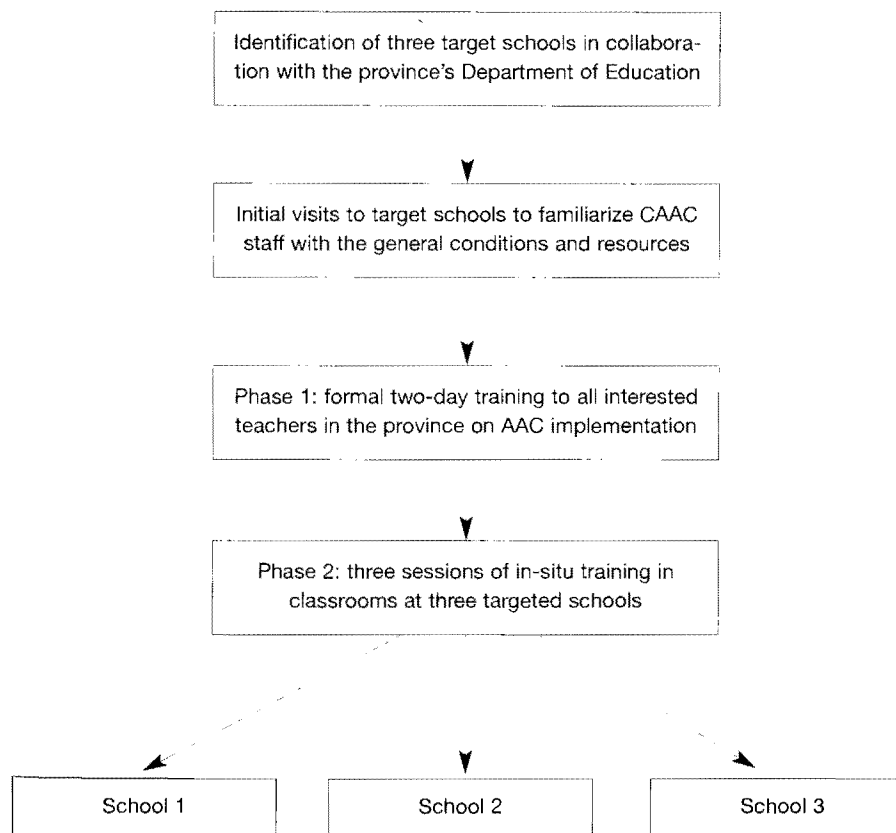 Identification of three target schools in collabora-
tion with the province's Department of Education
Initial visits to target schools to familiarize CAAC
staff with the general conditions and resources
Phase 1: formal two-day training to all interested
teachers in the province on AAC implementation
Phase 2: three sessions of in-situ training in
classrooms at three targeted schools
School 1
School 2
School 3